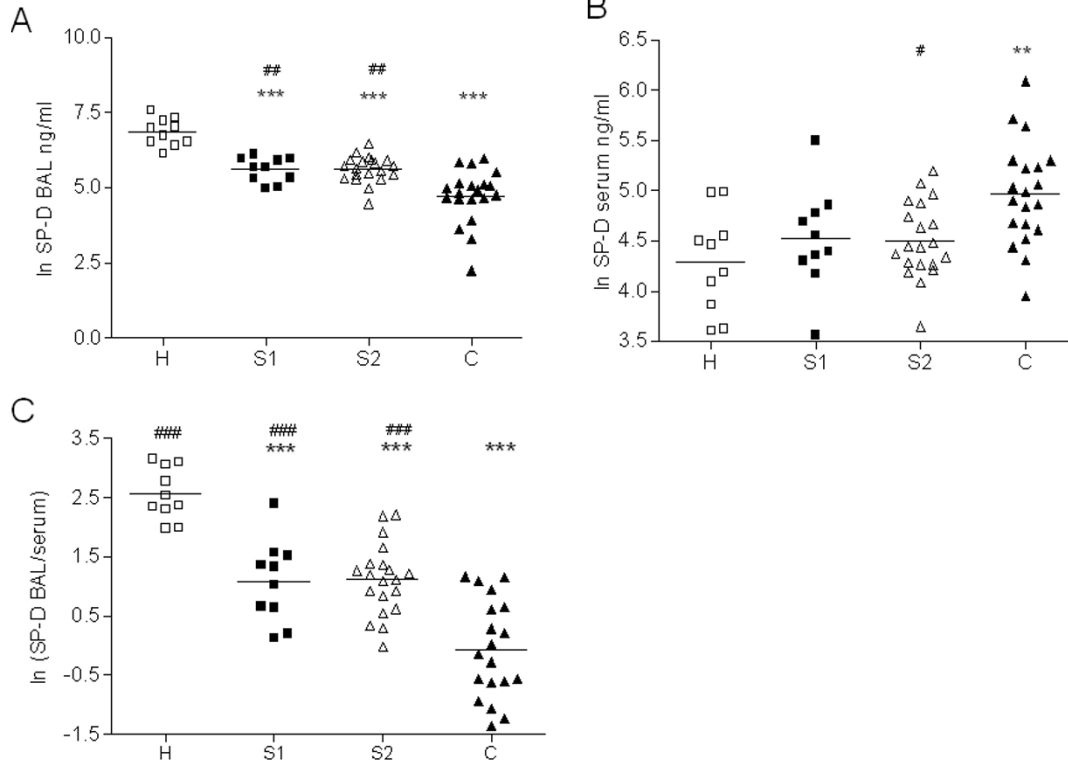 A
ln SP-D BAL ng/ml
10.0
7.5
5.0
2.5
0.0
## ##
*** *** ***
H S1 S2 C
B
ln SP-D serum ng/ml
6.5
6.0
5.5
5.0
4.5
4.0
3.5
# **
H S1 S2 C
C
ln (SP-D BAL/serum)
3.5
2.5
1.5
0.5
-0.5
-1.5
### ### ###
*** *** ***
H S1 S2 C